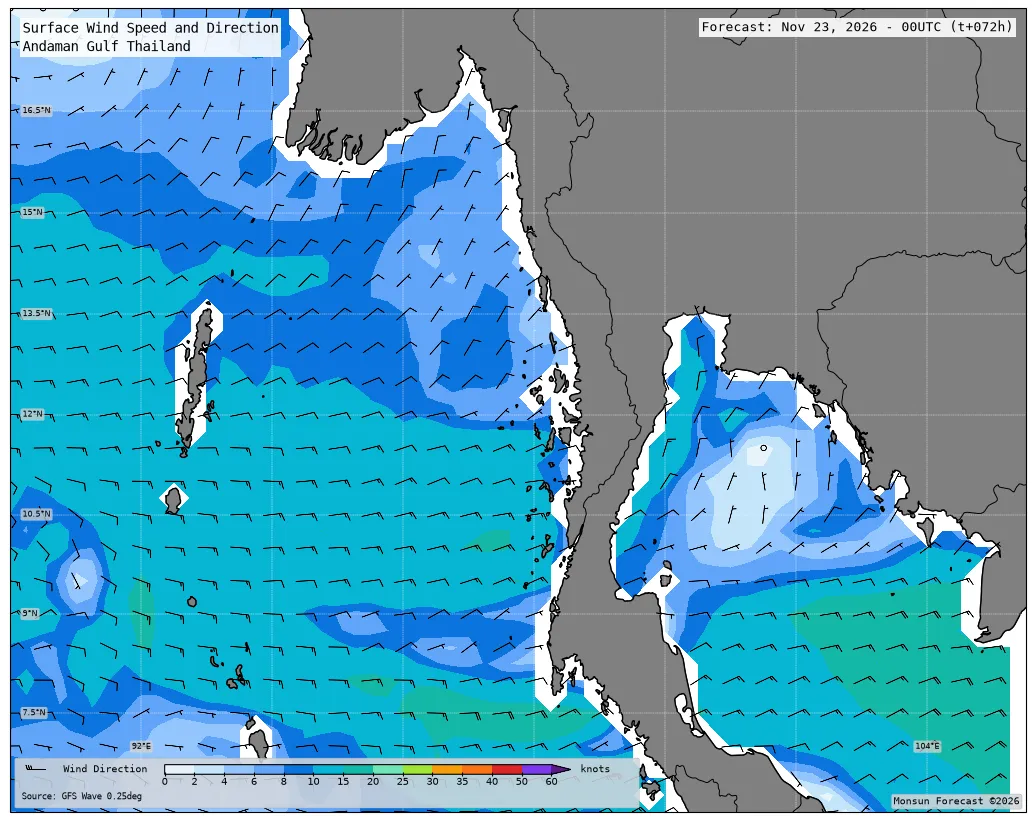 Surface Wind Speed and Direction
Andaman Gulf Thailand
Forecast: Nov 23, 2026 - 00UTC (t+072h)
16.5°N
15°N
13.5°N
12°N
10.5°N
9°N
7.5°N
92°E
104°E
Wind Direction
0 2 4 6 8 10 15 20 25 30 35 40 50 60
knots
Source: GFS Wave 0.25deg
Monsun Forecast ©2026